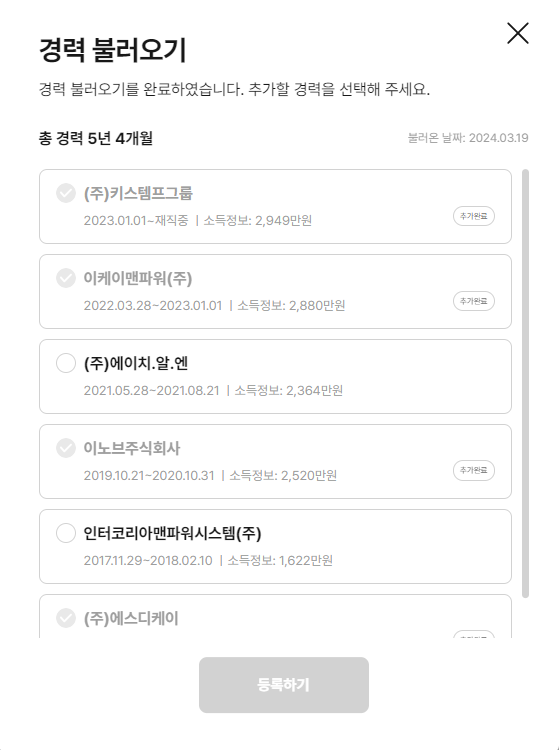 경력 불러오기
경력 불러오기를 완료하였습니다. 추가할 경력을 선택해 주세요.
총 경력 5년 4개월
불러온 날짜: 2024.03.19
(주)키스템프그룹
2023.01.01~재직중 | 소득정보: 2,949만원
추가완료
이케이맨파워(주)
2022.03.28~2023.01.01 | 소득정보: 2,880만원
추가완료
(주)에이치.알.엔
2021.05.28~2021.08.21 | 소득정보: 2,364만원
이노브주식회사
2019.10.21~2020.10.31 | 소득정보: 2,520만원
추가완료
인터코리아맨파워시스템(주)
2017.11.29~2018.02.10 | 소득정보: 1,622만원
(주)에스디케이
등록하기